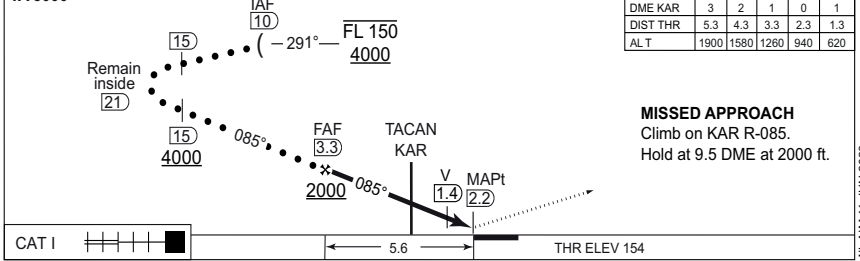 IAF
10
DME KAR 3 2 1 0 1
DIST THR 5.3 4.3 3.3 2.3 1.3
ALT 1900 1580 1260 940 620
15
291°
FL 150
4000
Remain
inside
21
15
4000
085°
FAF
3.3
2000
085°
TACAN
KAR
V
1.4
MAPt
2.2
MISSED APPROACH
Climb on KAR R-085.
Hold at 9.5 DME at 2000 ft.
CAT I
5.6
THR ELEV 154